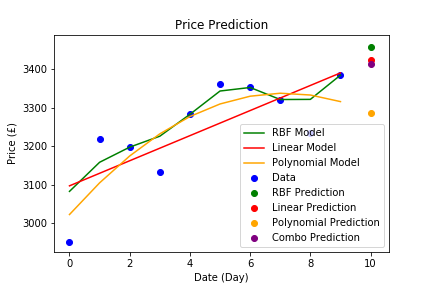 Price Prediction
Price (£)
3400
3300
3200
3100
3000
RBF Model
Linear Model
Polynomial Model
Data
RBF Prediction
Linear Prediction
Polynomial Prediction
Combo Prediction
0 2 4 6 8 10
Date (Day)